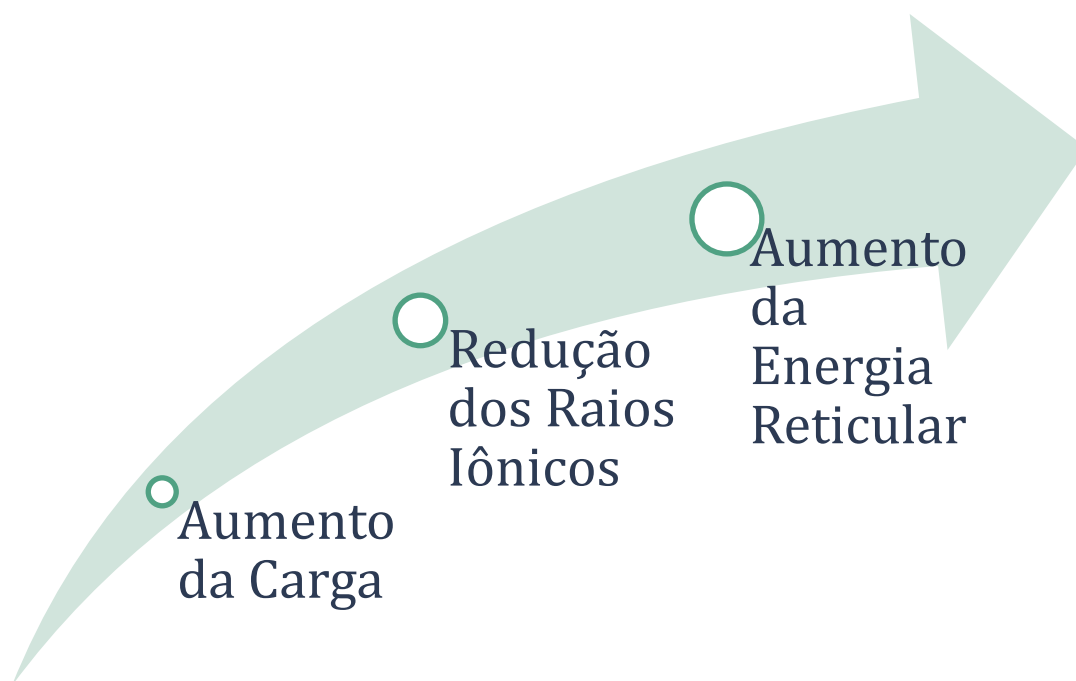 Aumento
da Carga
Redução
dos Raios
Iônicos
Aumento
da
Energia
Reticular